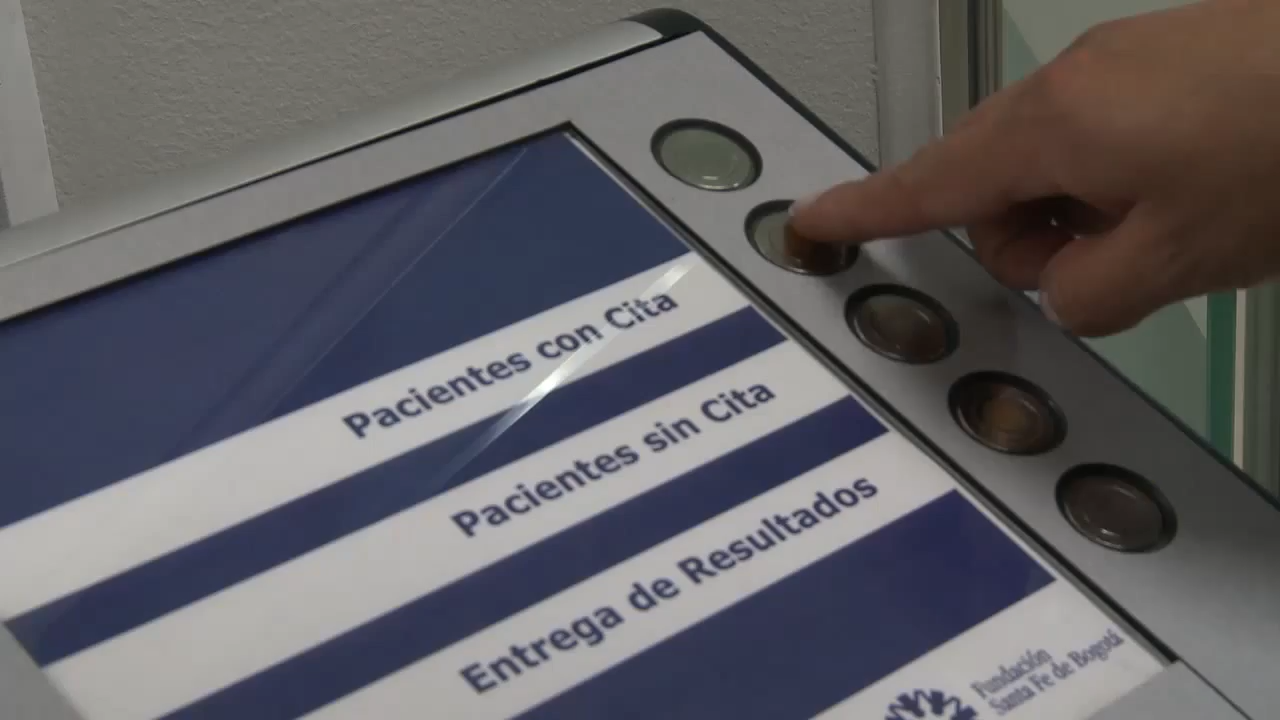 Pacientes con Cita
Pacientes sin Cita
Entrega de Resultados
Fundación
Santa Fe de Bogotá